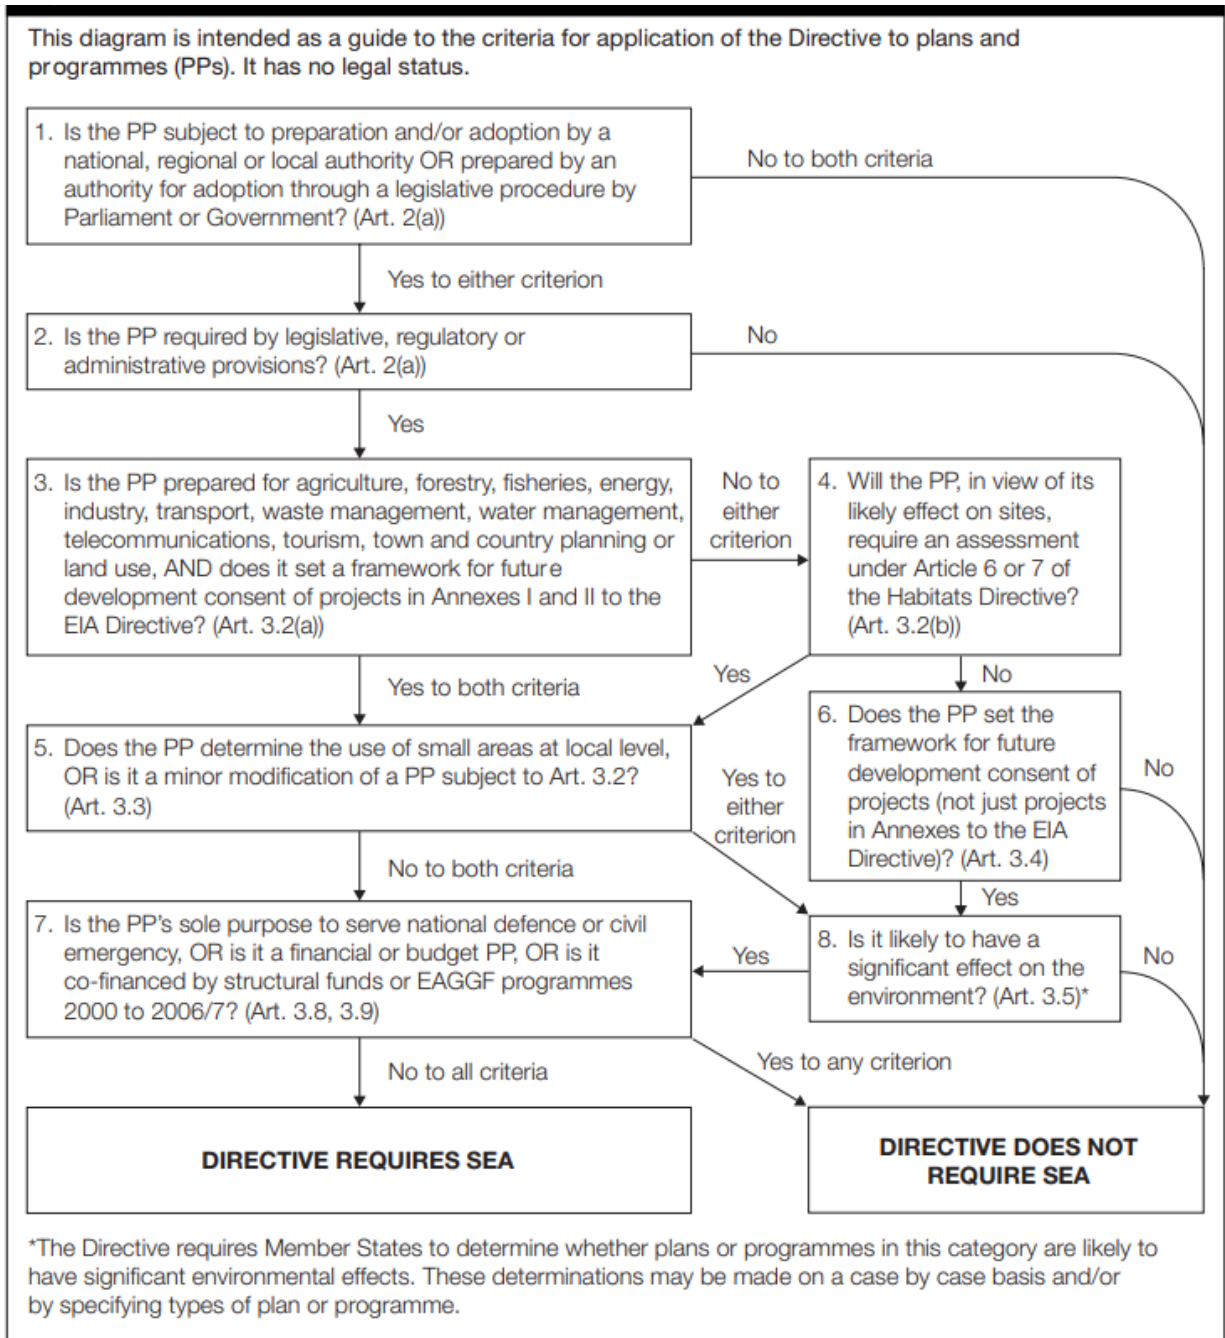 This diagram is intended as a guide to the criteria for application of the Directive to plans and
programmes (PPs). It has no legal status.
1. Is the PP subject to preparation and/or adoption by a
national, regional or local authority OR prepared by an
authority for adoption through a legislative procedure by
Parliament or Government? (Art. 2(a))
No to both criteria
Yes to either criterion
2. Is the PP required by legislative, regulatory or
administrative provisions? (Art. 2(a))
No
Yes
3. Is the PP prepared for agriculture, forestry, fisheries, energy,
industry, transport, waste management, water management,
telecommunications, tourism, town and country planning or
land use, AND does it set a framework for future
development consent of projects in Annexes I and II to the
EIA Directive? (Art. 3.2(a))
No to
either
criterion
4. Will the PP, in view of its
likely effect on sites,
require an assessment
under Article 6 or 7 of
the Habitats Directive?
(Art. 3.2(b))
Yes to both criteria
Yes
No
5. Does the PP determine the use of small areas at local level,
OR is it a minor modification of a PP subject to Art. 3.2?
(Art. 3.3)
Yes to
either
criterion
6. Does the PP set the
framework for future
development consent of
projects (not just projects
in Annexes to the EIA
Directive)? (Art. 3.4)
No
No to both criteria
Yes
7. Is the PP's sole purpose to serve national defence or civil
emergency, OR is it a financial or budget PP, OR is it
co-financed by structural funds or EAGGF programmes
2000 to 2006/7? (Art. 3.8, 3.9)
Yes
8. Is it likely to have a
significant effect on the
environment? (Art. 3.5)*
No
No to all criteria
Yes to any criterion
DIRECTIVE REQUIRES SEA
DIRECTIVE DOES NOT
REQUIRE SEA
*The Directive requires Member States to determine whether plans or programmes in this category are likely to
have significant environmental effects. These determinations may be made on a case by case basis and/or
by specifying types of plan or programme.